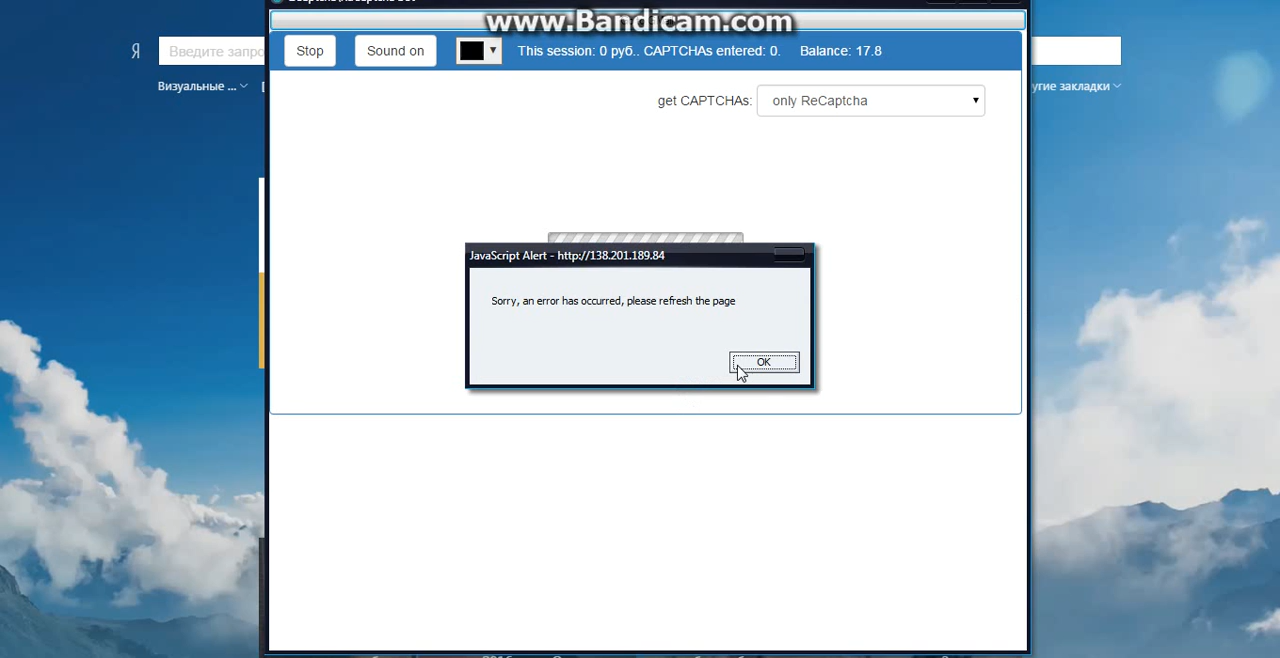 www.Bandicam.com
Я
Введите запро
Stop
Sound on
This session: 0 руб.. CAPTCHAs entered: 0. Balance: 17.8
Визуальные ...
угие закладки
get CAPTCHAs:
only ReCaptcha
JavaScript Alert - http://138.201.189.84
Sorry, an error has occurred, please refresh the page
OK